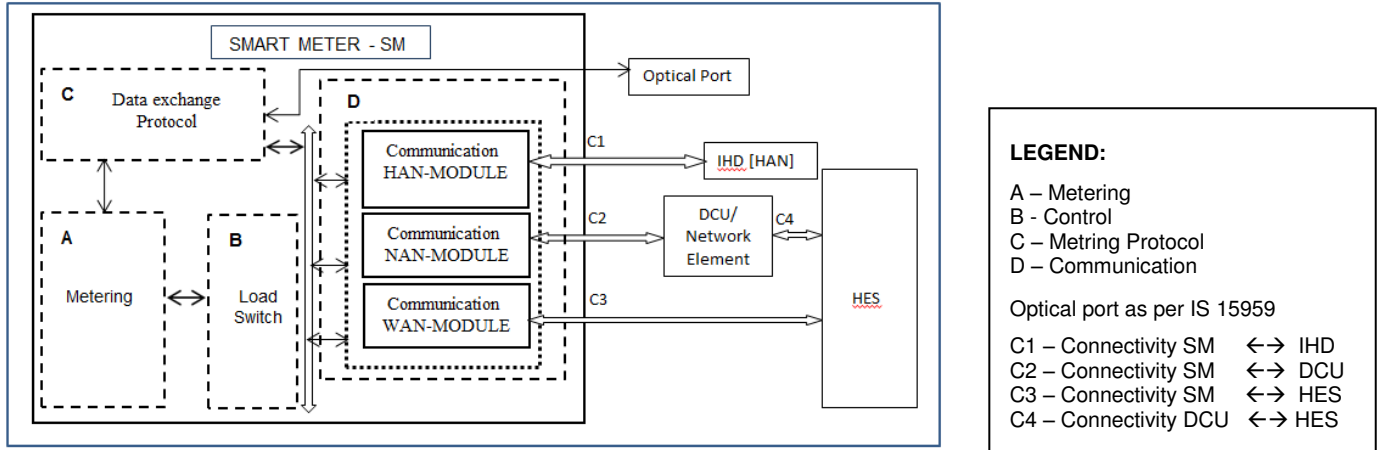 SMART METER - SM
C
Data exchange
Protocol
Optical Port
D
Communication
HAN-MODULE
C1
IHD [HAN]
A
Metering
B
Load
Switch
Communication
NAN-MODULE
C2
DCU/
Network
Element
C4
HES
Communication
WAN-MODULE
C3
LEGEND:
A – Metering
B - Control
C – Metring Protocol
D – Communication
Optical port as per IS 15959
C1 – Connectivity SM ←→ IHD
C2 – Connectivity SM ←→ DCU
C3 – Connectivity SM ←→ HES
C4 – Connectivity DCU ←→ HES